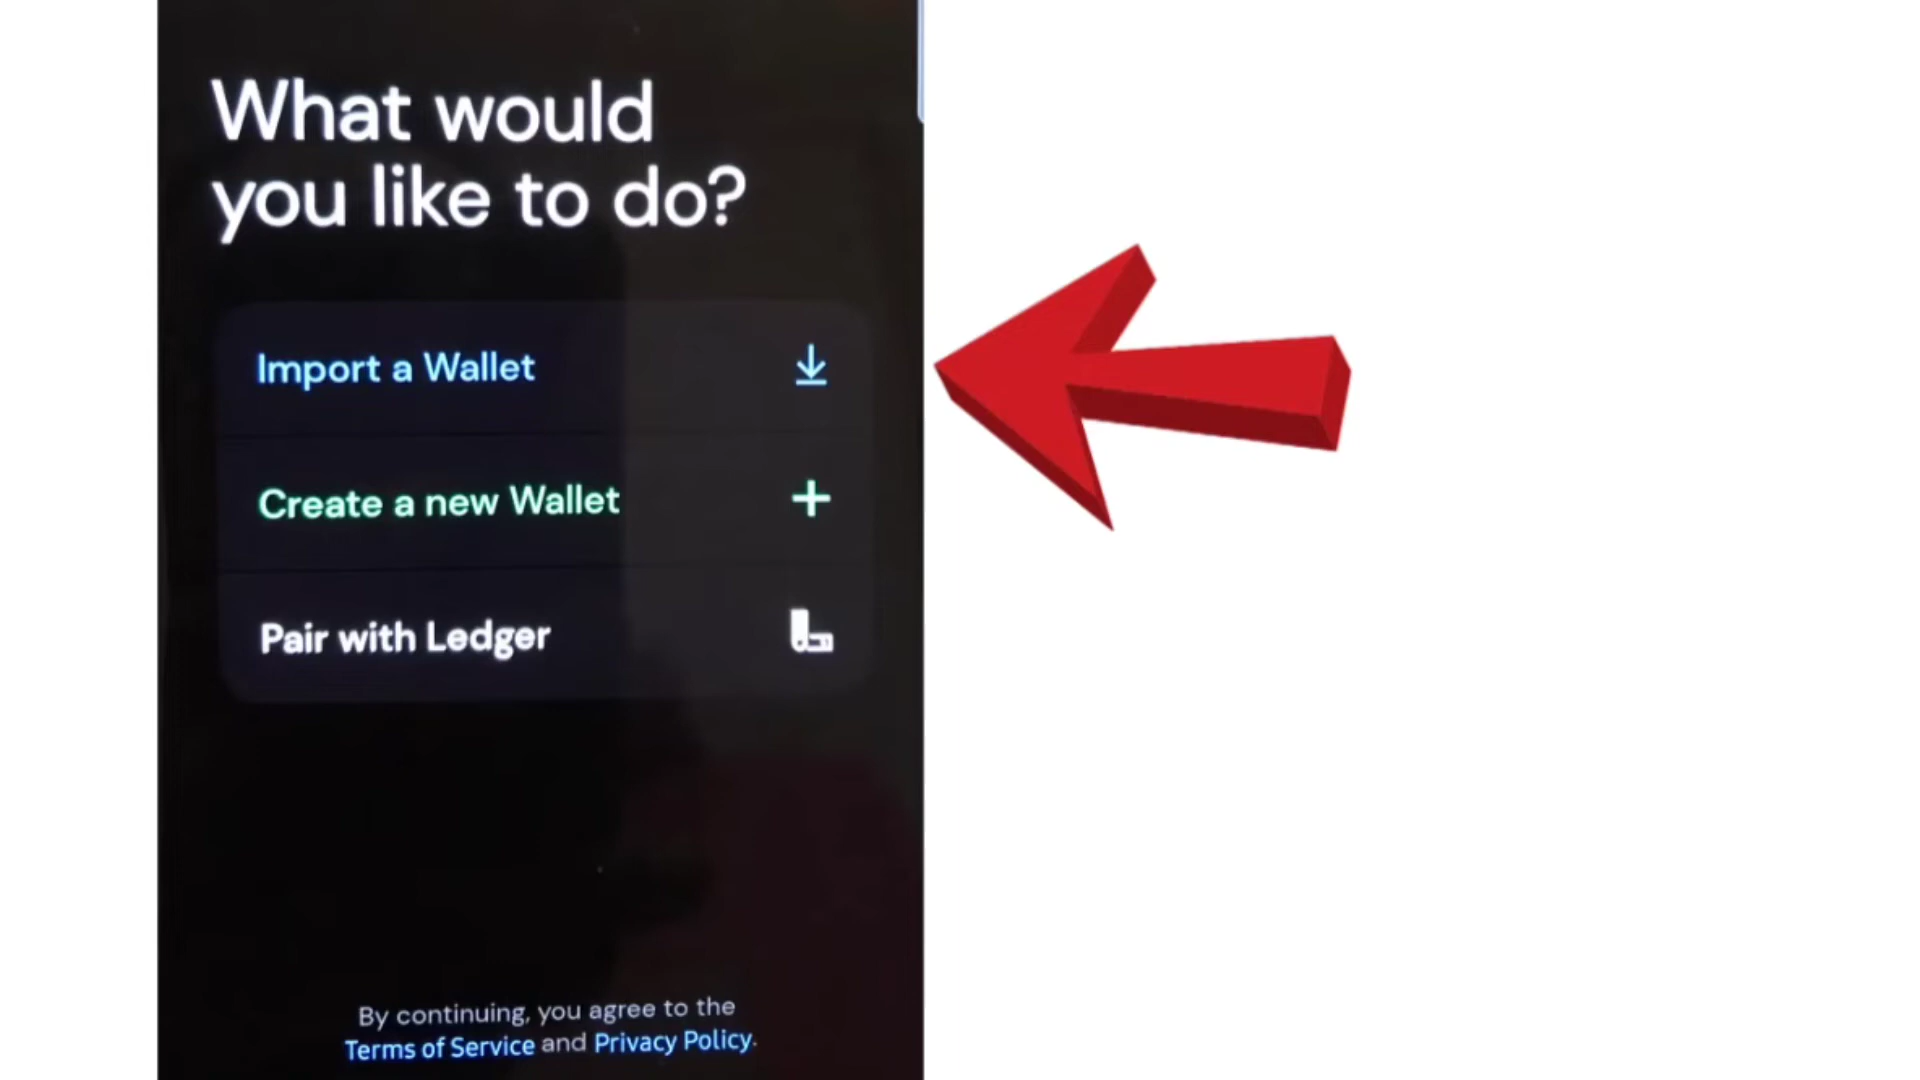 What would
you like to do?
Import a Wallet
Create a new Wallet
Pair with Ledger
By continuing, you agree to the
Terms of Service and Privacy Policy.